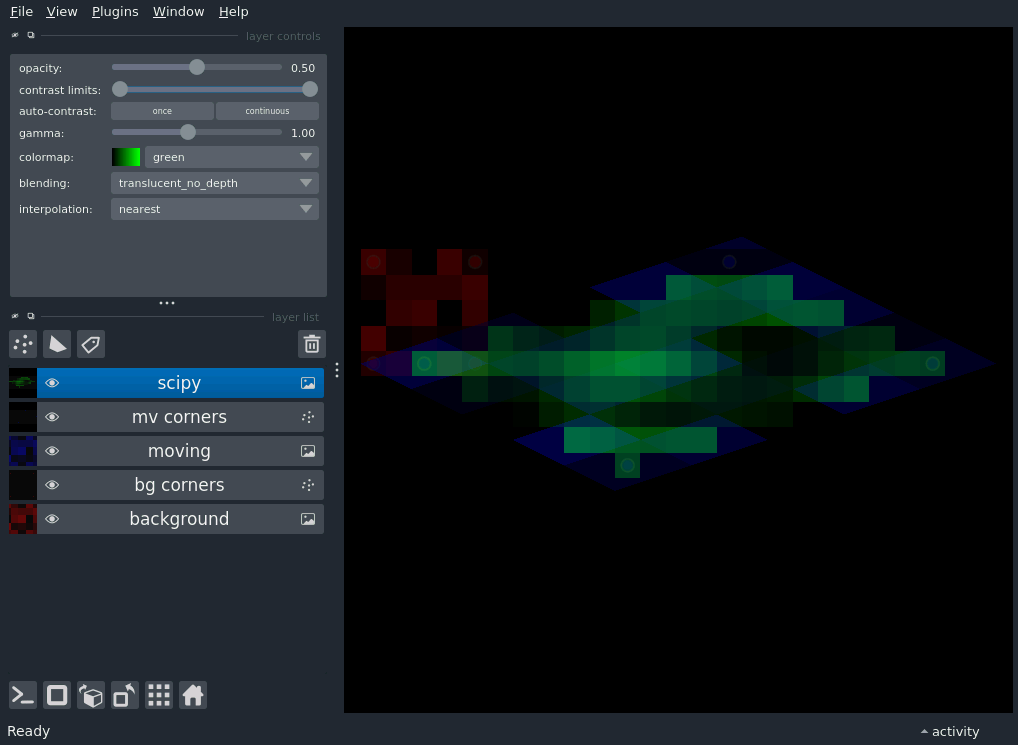 File View Plugins Window Help
layer controls
opacity: 0.50
contrast limits:
auto-contrast: once continuous
gamma: 1.00
colormap: green
blending: translucent_no_depth
interpolation: nearest
layer list
scipy
mv corners
moving
bg corners
background
Ready activity